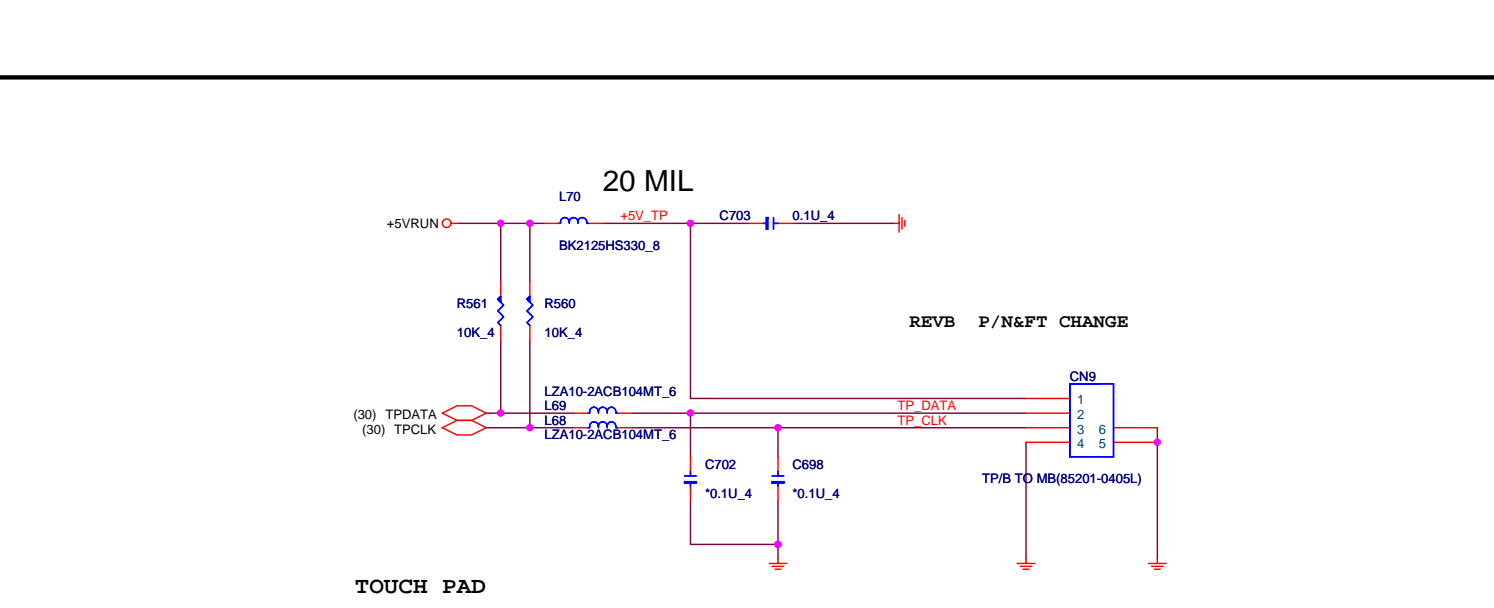 20 MIL
L70
+5VRUN
+5V_TP
C703
0.1U_4
BK2125HS330_8
R561
R560
10K_4
10K_4
REVB P/N&FT CHANGE
CN9
LZA10-2ACB104MT_6
(30) TPDATA
L69
TP_DATA
(30) TPCLK
L68
TP_CLK
LZA10-2ACB104MT_6
1
2
3 6
4 5
C702
C698
*0.1U_4
*0.1U_4
TP/B TO MB(85201-0405L)
TOUCH PAD